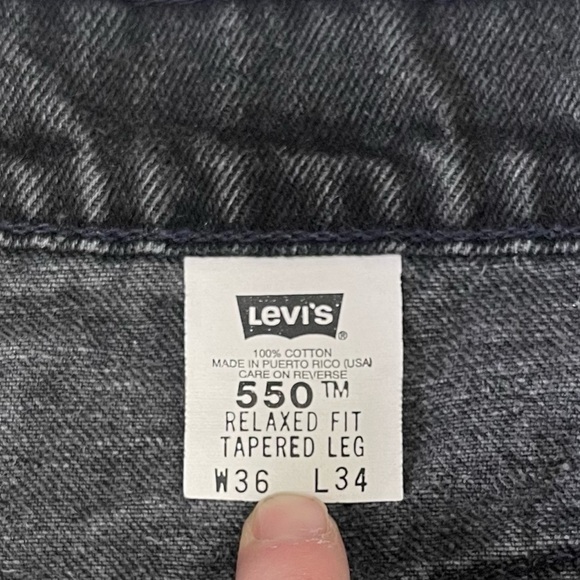 Levi's ®
100% COTTON
MADE IN PUERTO RICO (USA)
CARE ON REVERSE
550™
RELAXED FIT
TAPERED LEG
W36 L34